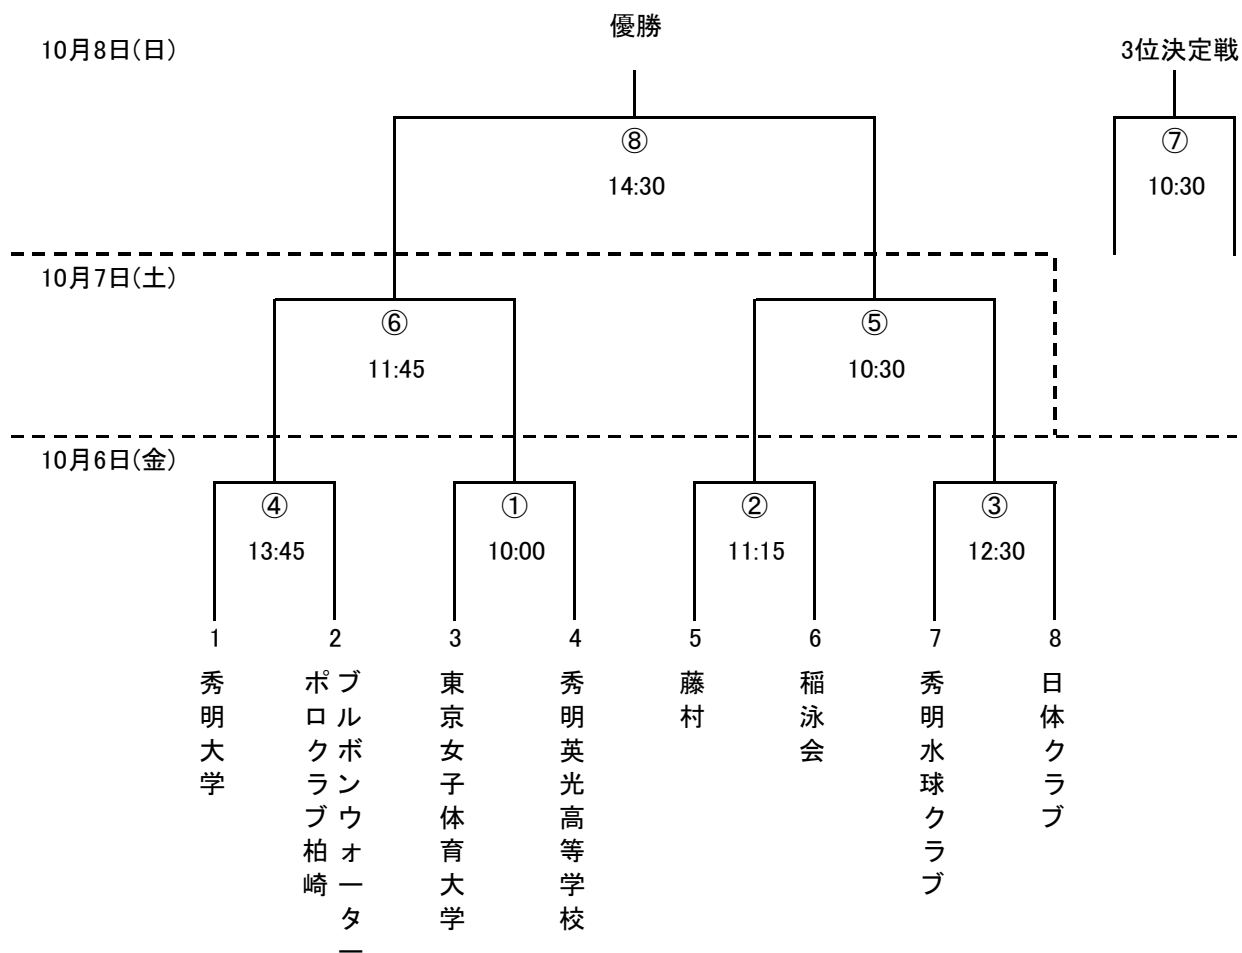 優勝
10月8日(日)
3位決定戦
⑧
⑦
14:30
10:30
10月7日(土)
⑥
⑤
11:45
10:30
10月6日(金)
④
①
②
③
13:45
10:00
11:15
12:30
1
2
3
4
5
6
7
8
秀明大学
ブルボンウォーター
ポロクラブ柏崎
東京女子体育大学
秀明英光高等学校
藤村
稲泳会
秀明水球クラブ
日体クラブ